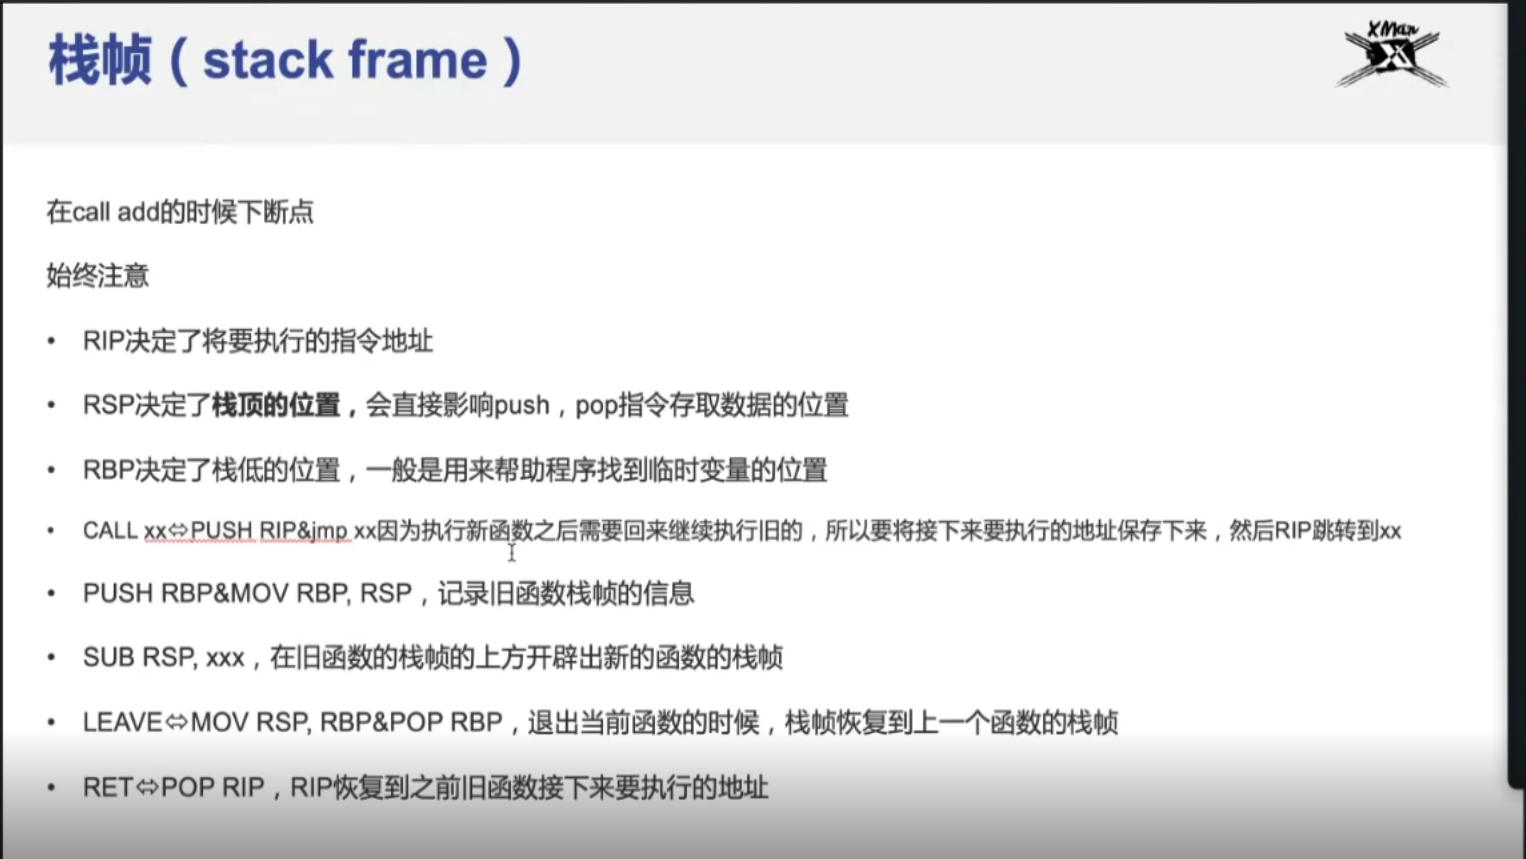 栈帧（stack frame）
XMan
在call add的时候下断点
始终注意
• RIP决定了将要执行的指令地址
• RSP决定了栈顶的位置，会直接影响push，pop指令存取数据的位置
• RBP决定了栈低的位置，一般是用来帮助程序找到临时变量的位置
• CALL xx⇔PUSH RIP&jmp xx因为执行新函数之后需要回来继续执行旧的，所以要将接下来要执行的地址保存下来，然后RIP跳转到xx
• PUSH RBP&MOV RBP, RSP，记录旧函数栈帧的信息
• SUB RSP, xxx，在旧函数的栈帧的上方开辟出新的函数的栈帧
• LEAVE⇔MOV RSP, RBP&POP RBP，退出当前函数的时候，栈帧恢复到上一个函数的栈帧
• RET⇔POP RIP，RIP恢复到之前旧函数接下来要执行的地址